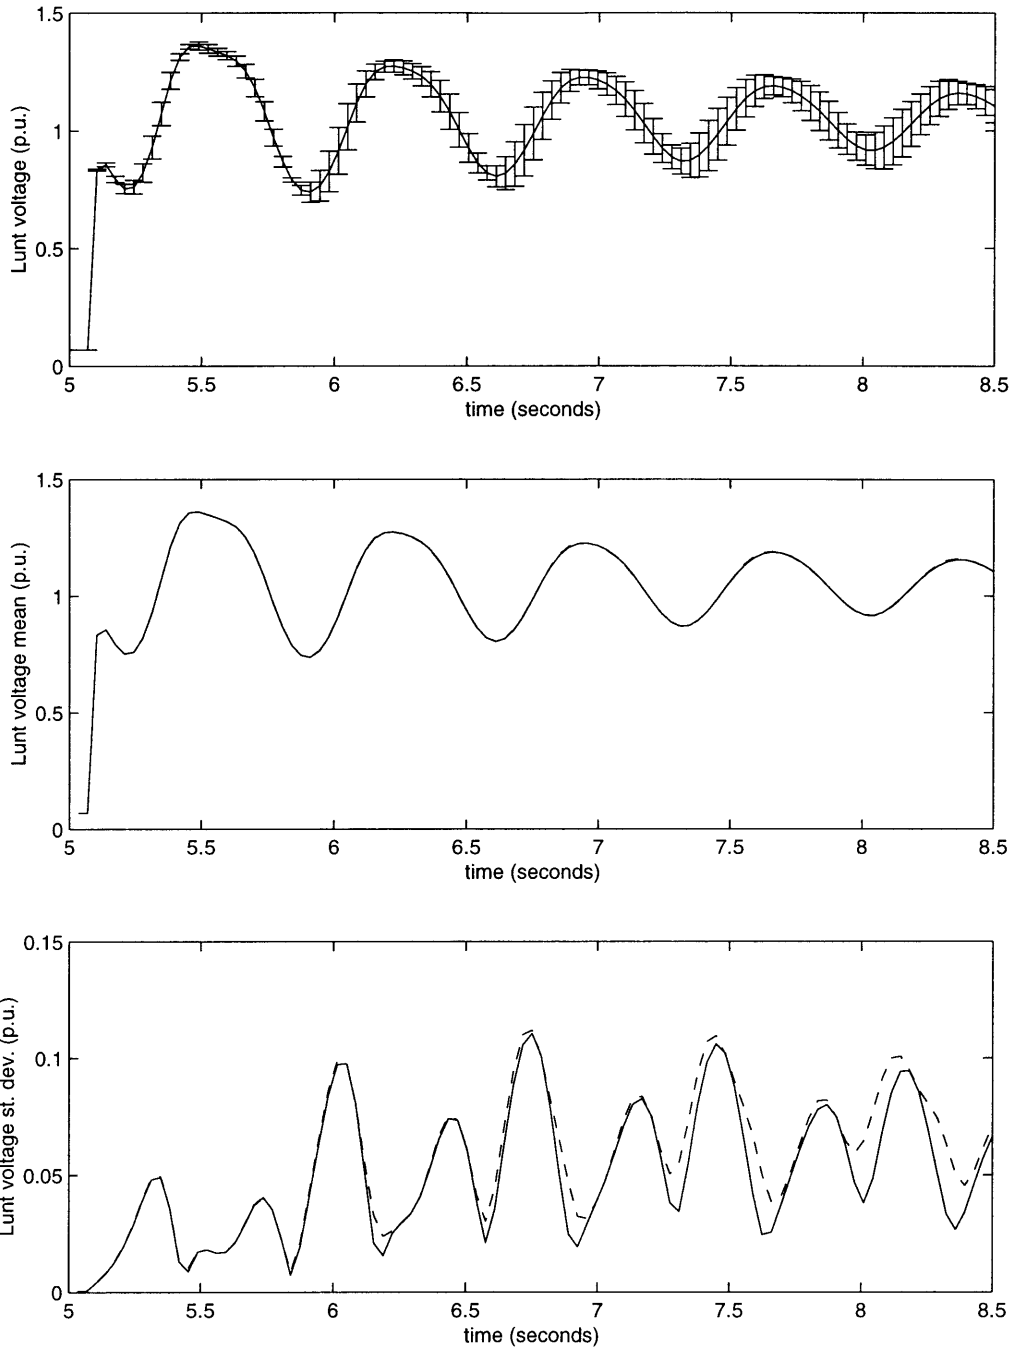 1.5
1
0.5
0
Lunt voltage (p.u.)
5 5.5 6 6.5 7 7.5 8 8.5
time (seconds)
1.5
1
0.5
0
Lunt voltage mean (p.u.)
5 5.5 6 6.5 7 7.5 8 8.5
time (seconds)
0.15
0.1
0.05
0
Lunt voltage st. dev. (p.u.)
5 5.5 6 6.5 7 7.5 8 8.5
time (seconds)